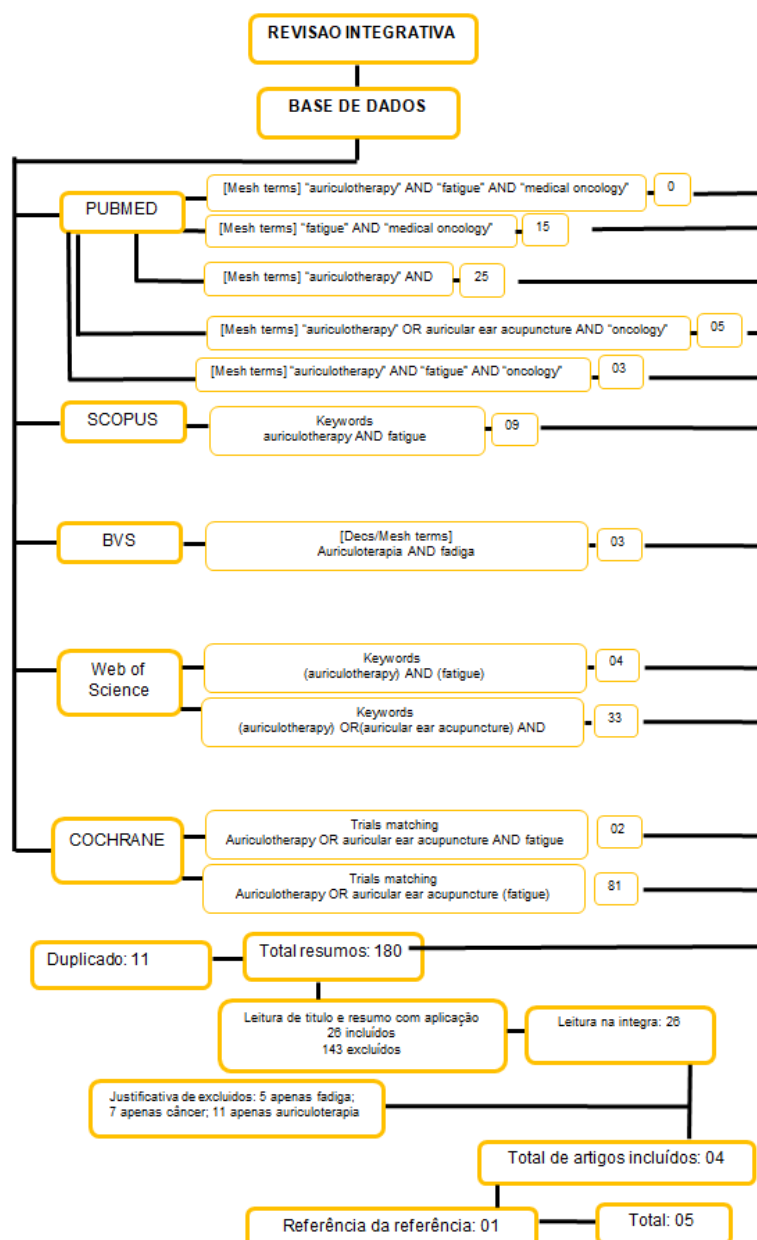 REVISAO INTEGRATIVA
BASE DE DADOS
PUBMED
[Mesh terms] "auriculotherapy" AND "fatigue" AND "medical oncology"
0
[Mesh terms] "fatigue" AND "medical oncology"
15
[Mesh terms] "auriculotherapy" AND
25
[Mesh terms] "auriculotherapy" OR auricular ear acupuncture AND "oncology"
05
[Mesh terms] "auriculotherapy" AND "fatigue" AND "oncology"
03
SCOPUS
Keywords
auriculotherapy AND fatigue
09
BVS
[Decs/Mesh terms]
Auriculoterapia AND fadiga
03
Web of
Science
Keywords
(auriculotherapy) AND (fatigue)
04
Keywords
(auriculotherapy) OR(auricular ear acupuncture) AND
33
COCHRANE
Trials matching
Auriculotherapy OR auricular ear acupuncture AND fatigue
02
Trials matching
Auriculotherapy OR auricular ear acupuncture (fatigue)
81
Duplicado: 11
Total resumos: 180
Leitura de titulo e resumo com aplicação
26 incluídos
143 excluídos
Leitura na integra: 26
Justificativa de excluidos: 5 apenas fadiga;
7 apenas câncer; 11 apenas auriculoterapia
Total de artigos incluídos: 04
Referência da referência: 01
Total: 05